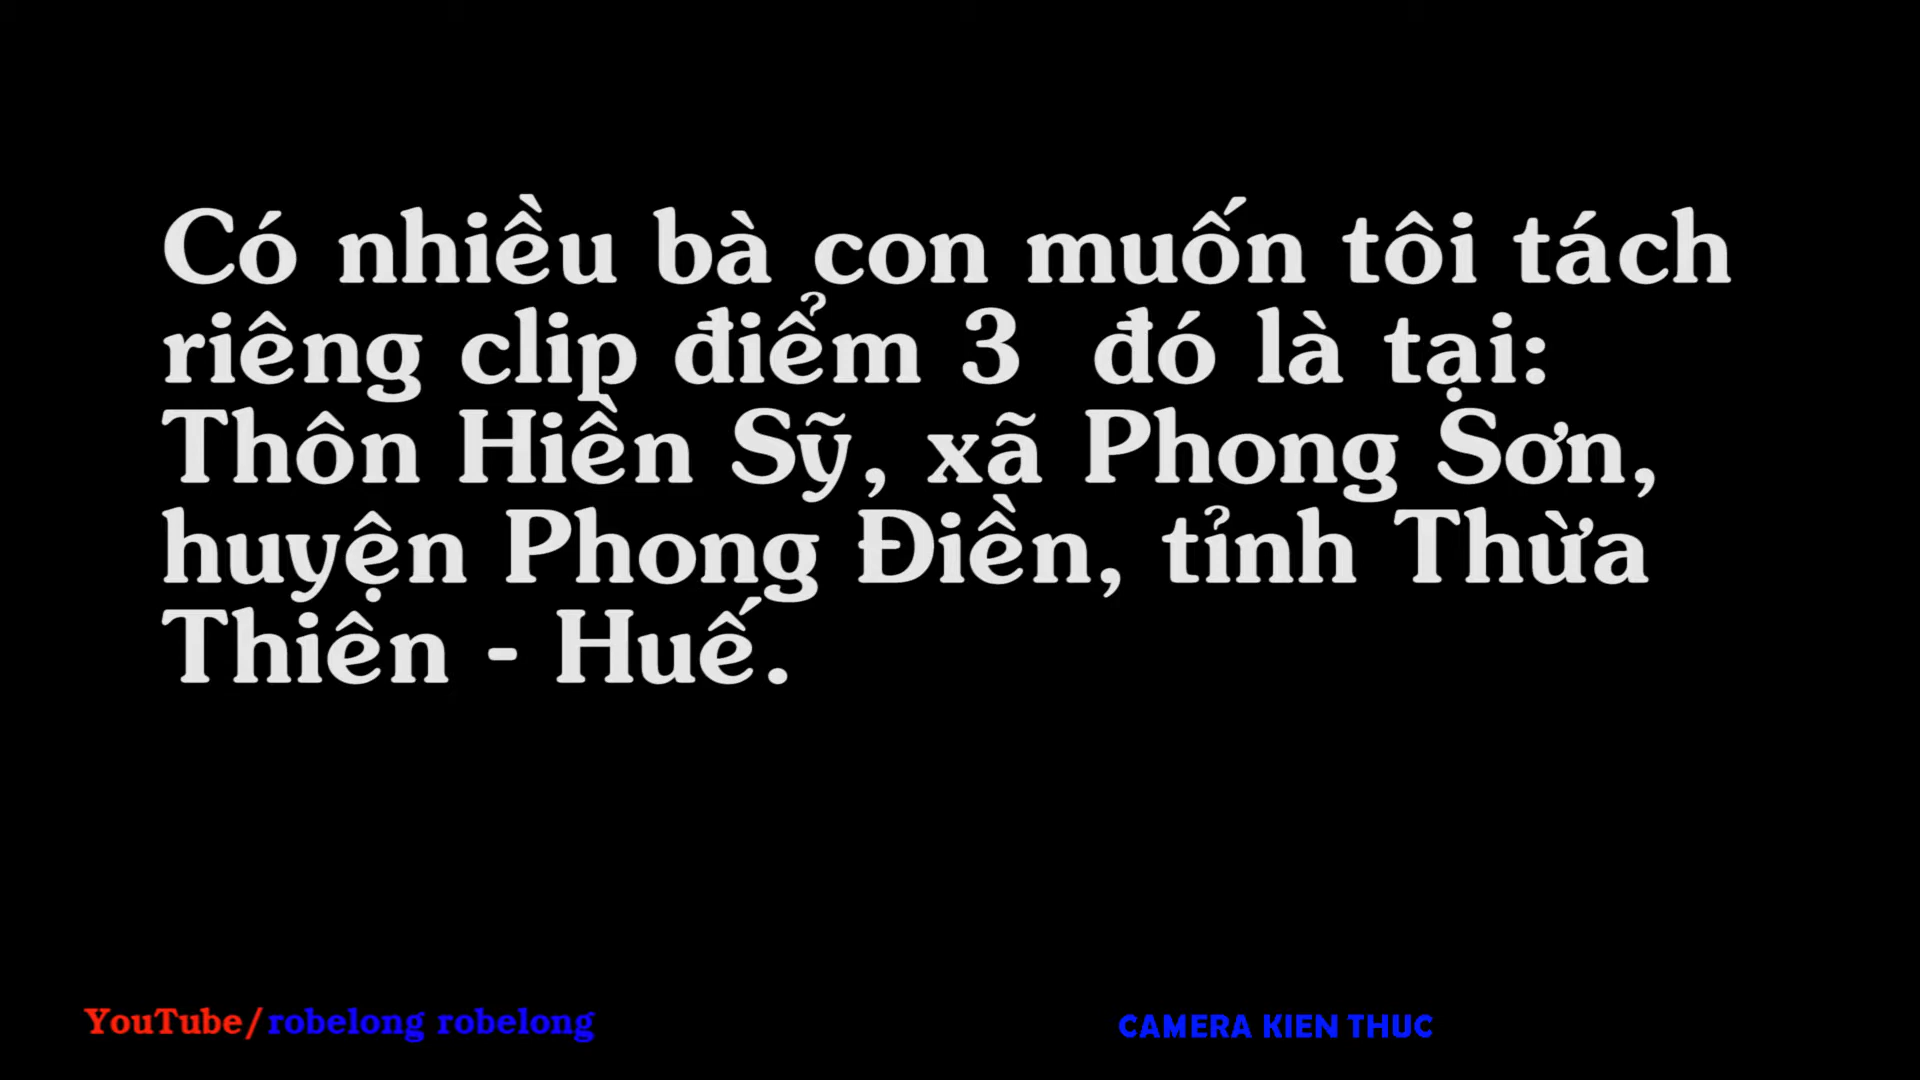 Có nhiều bà con muốn tôi tách
riêng clip điểm 3 đó là tại:
Thôn Hiền Sỹ, xã Phong Sơn,
huyện Phong Điền, tỉnh Thừa
Thiên - Huế.
YouTube/robelong robelong
CAMERA KIEN THUC